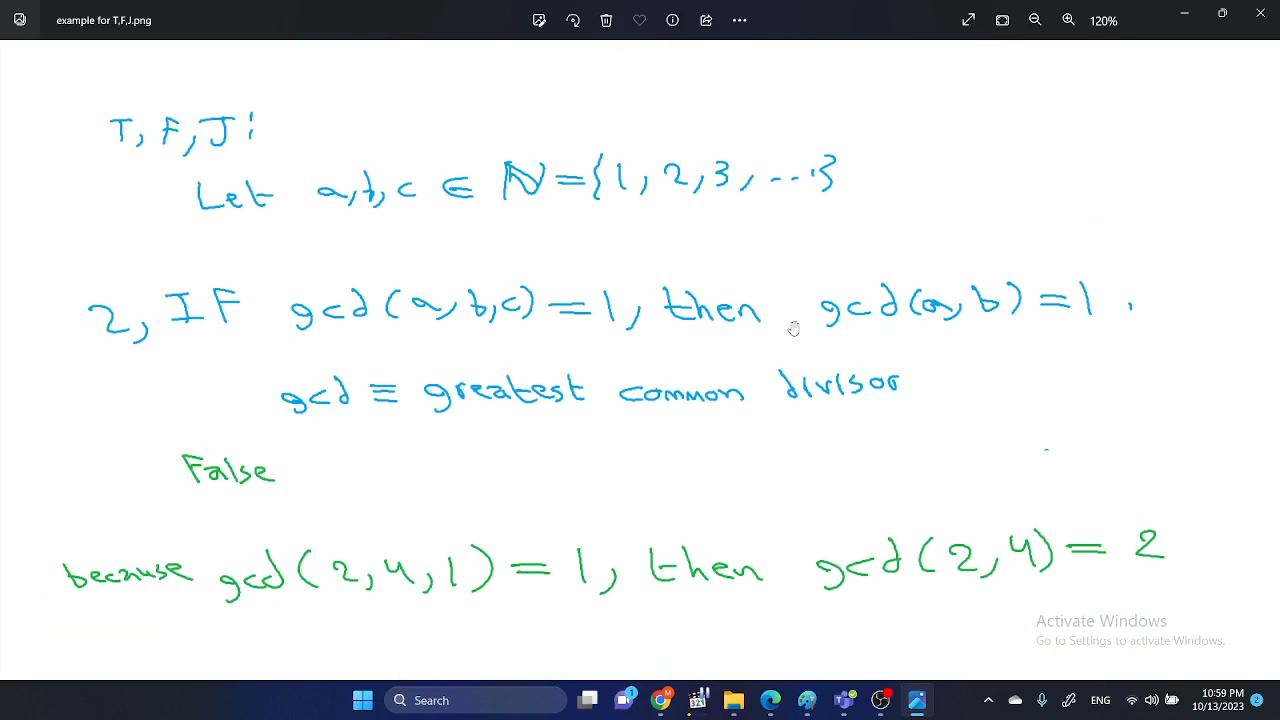 example for T,F,J.png
120%
T, F, J:
Let a, b, c ∈ ℕ = {1, 2, 3, ...}
2, IF gcd(a, b, c) = 1, then gcd(a, b) = 1.
gcd ≡ greatest common divisor
False
because gcd(2, 4, 1) = 1, then gcd(2, 4) = 2
Activate Windows
Go to Settings to activate Windows.
Search
ENG
10:59 PM
10/13/2023